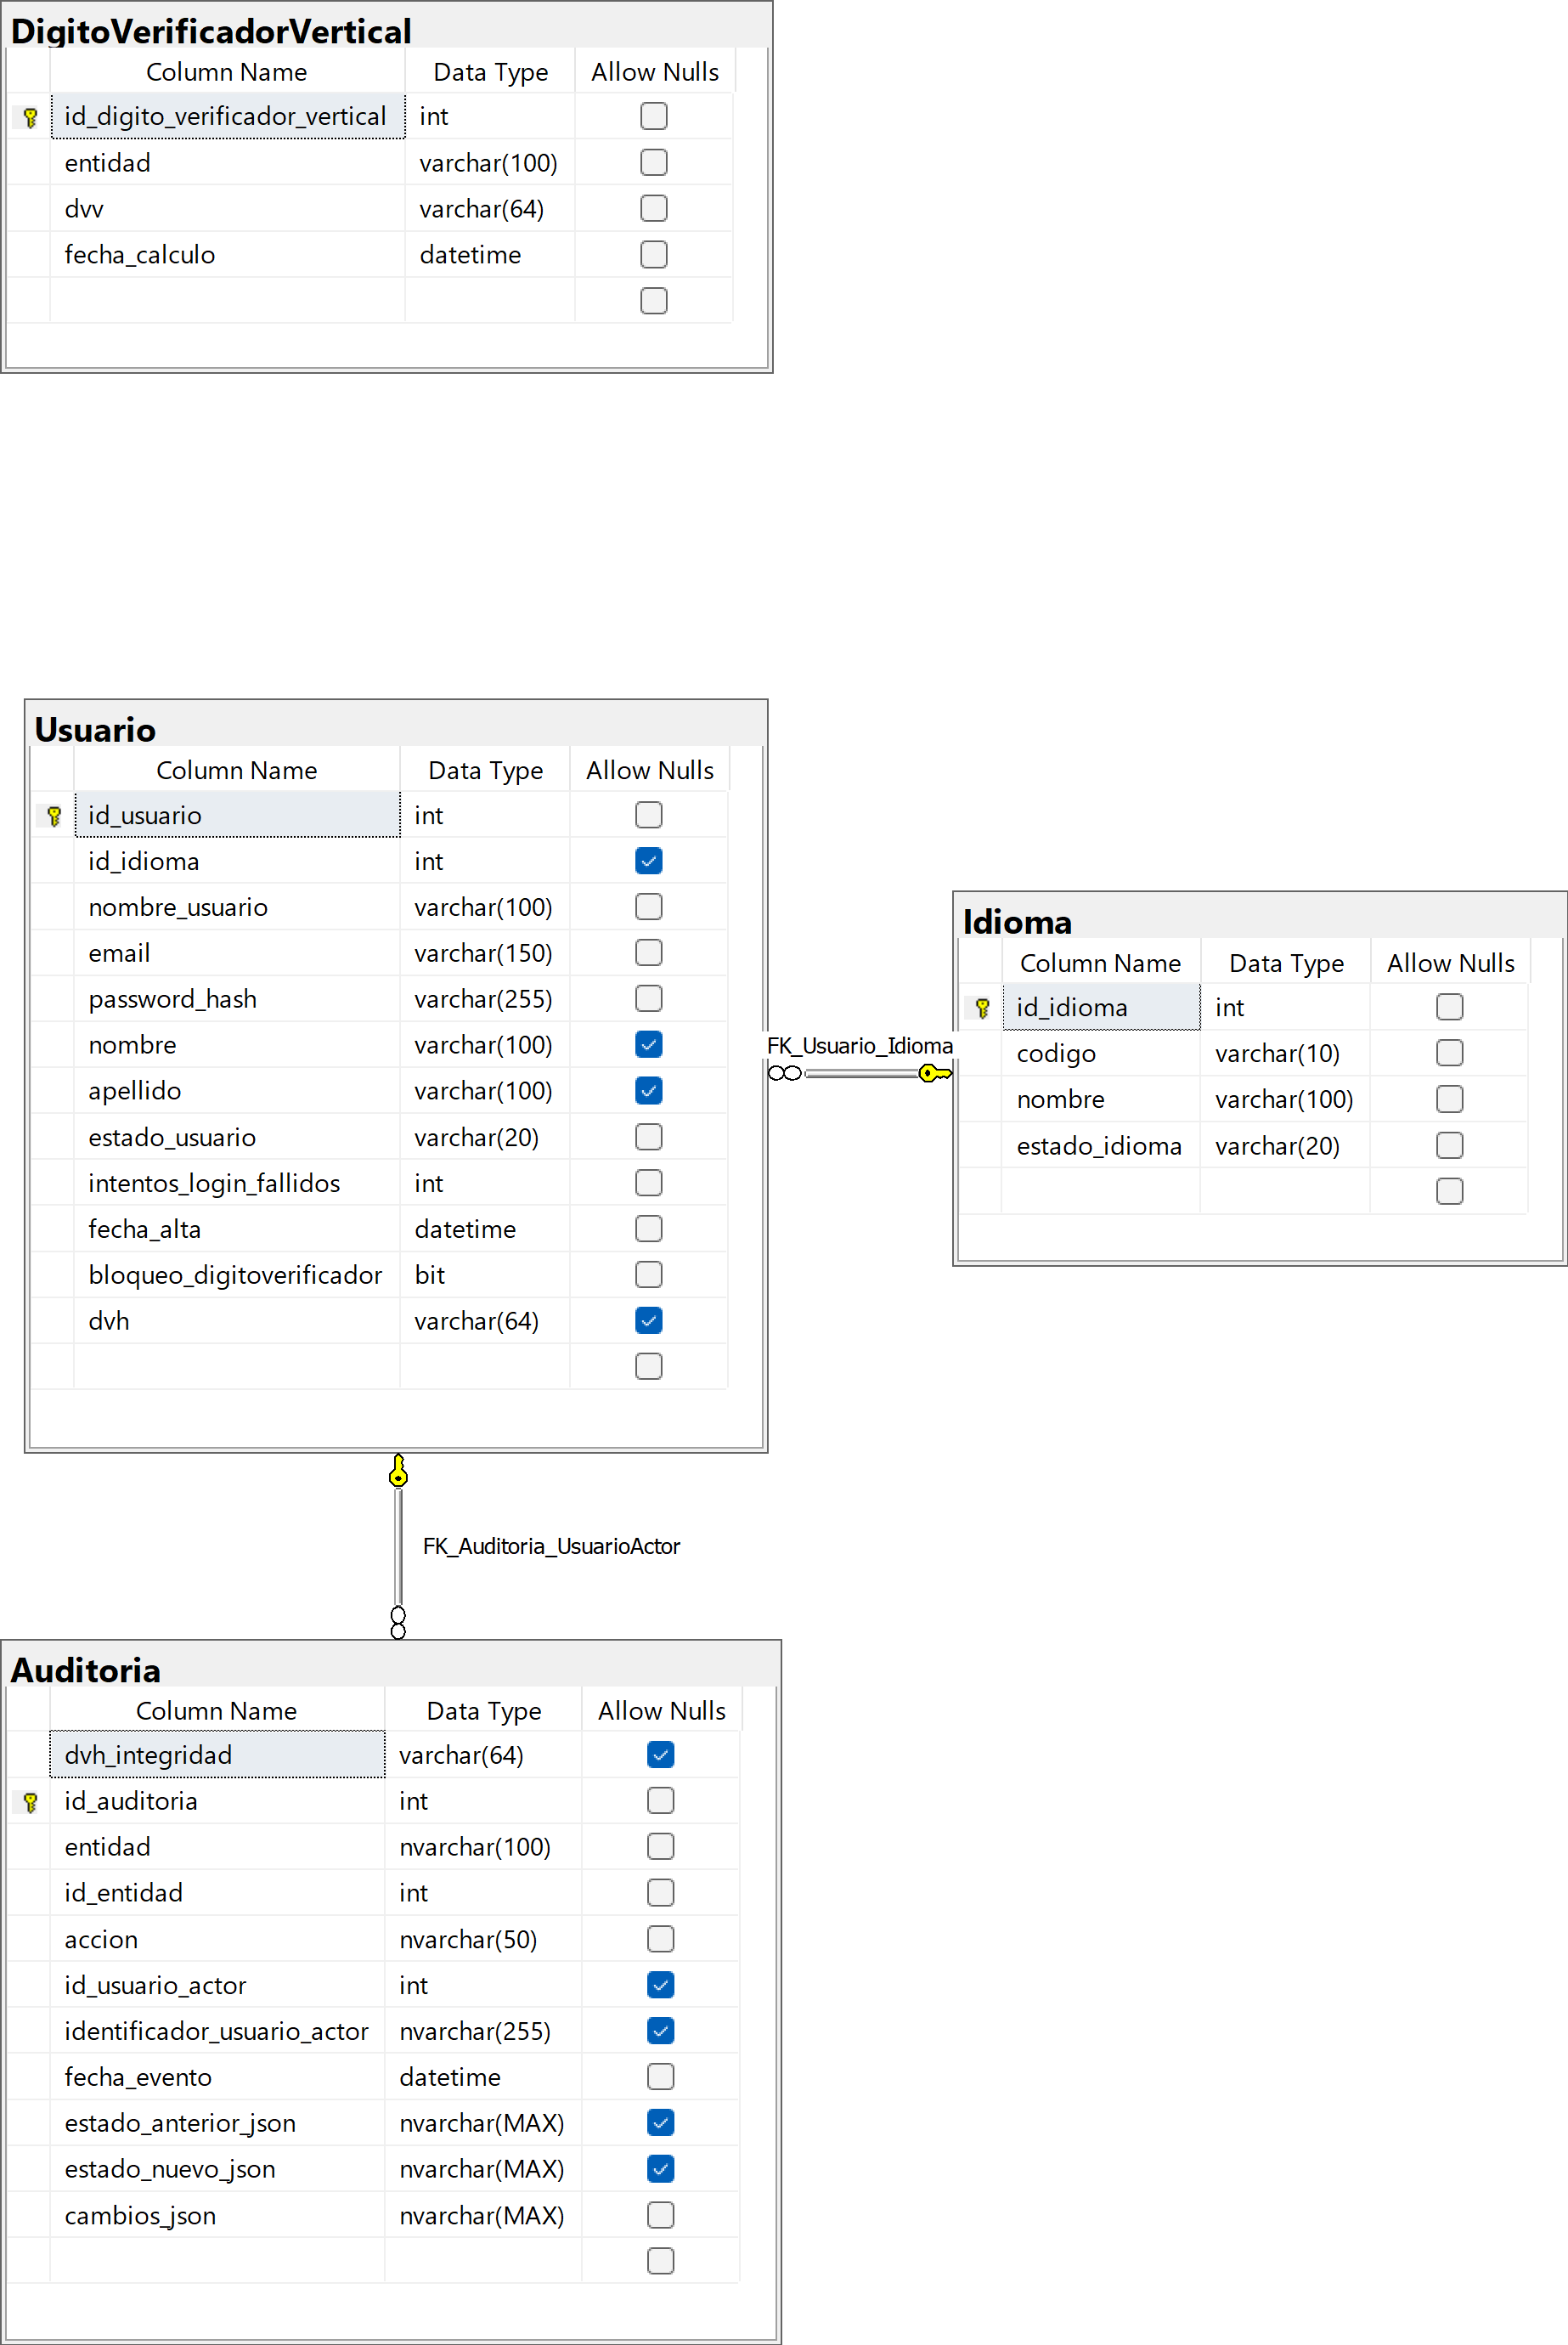 DigitoVerificadorVertical
Column Name Data Type Allow Nulls
id_digito_verificador_vertical int
entidad varchar(100)
dvv varchar(64)
fecha_calculo datetime
Usuario
Column Name Data Type Allow Nulls
id_usuario int
id_idioma int
nombre_usuario varchar(100)
email varchar(150)
password_hash varchar(255)
nombre varchar(100)
apellido varchar(100)
estado_usuario varchar(20)
intentos_login_fallidos int
fecha_alta datetime
bloqueo_digitoverificador bit
dvh varchar(64)
FK_Usuario_Idioma
Idioma
Column Name Data Type Allow Nulls
id_idioma int
codigo varchar(10)
nombre varchar(100)
estado_idioma varchar(20)
FK_Auditoria_UsuarioActor
Auditoria
Column Name Data Type Allow Nulls
dvh_integridad varchar(64)
id_auditoria int
entidad nvarchar(100)
id_entidad int
accion nvarchar(50)
id_usuario_actor int
identificador_usuario_actor nvarchar(255)
fecha_evento datetime
estado_anterior_json nvarchar(MAX)
estado_nuevo_json nvarchar(MAX)
cambios_json nvarchar(MAX)